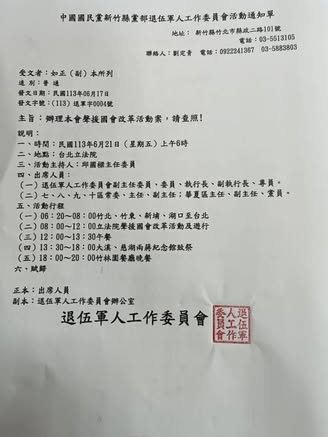 中國國民黨新竹縣黨部退伍軍人工作委員會活動通知單
地址： 新竹縣竹北市縣政二路101號
電話：03-5513105
聯絡人：劉定青 電話：0922241367 03-5883803
受文者：如正（副）本所列
速別：普通
發文日期：民國113年06月17日
發文字號：(113) 退軍字0004號
主旨：辦理本會聲援國會改革活動案，請查照！
說明：
一、時間：民國113年6月21日（星期五）上午6時
二、地點：台北立法院
三、活動主持人：邱國樑主任委員
四、出席人員：
（一）退伍軍人工作委員會副主任委員、委員、執行長、副執行長、專員。
（二）七、八、九、十區常委、主任、副主任；華夏區主任、副主任、黨員。
五、活動行程
（一）06：20～08：00竹北、竹東、新埔、湖口至台北
（二）08：00～12：00立法院聲援國會改革活動及遊行
（三）12：00～13：30午餐
（四）13：30～18：30大溪、慈湖兩蔣紀念館致祭
（五）18：00～20：00竹林園餐廳晚餐
六、賦歸
正本：出席人員
副本：退伍軍人工作委員會辦公室
退伍軍人工作委員會
退伍軍
人工作
委員會